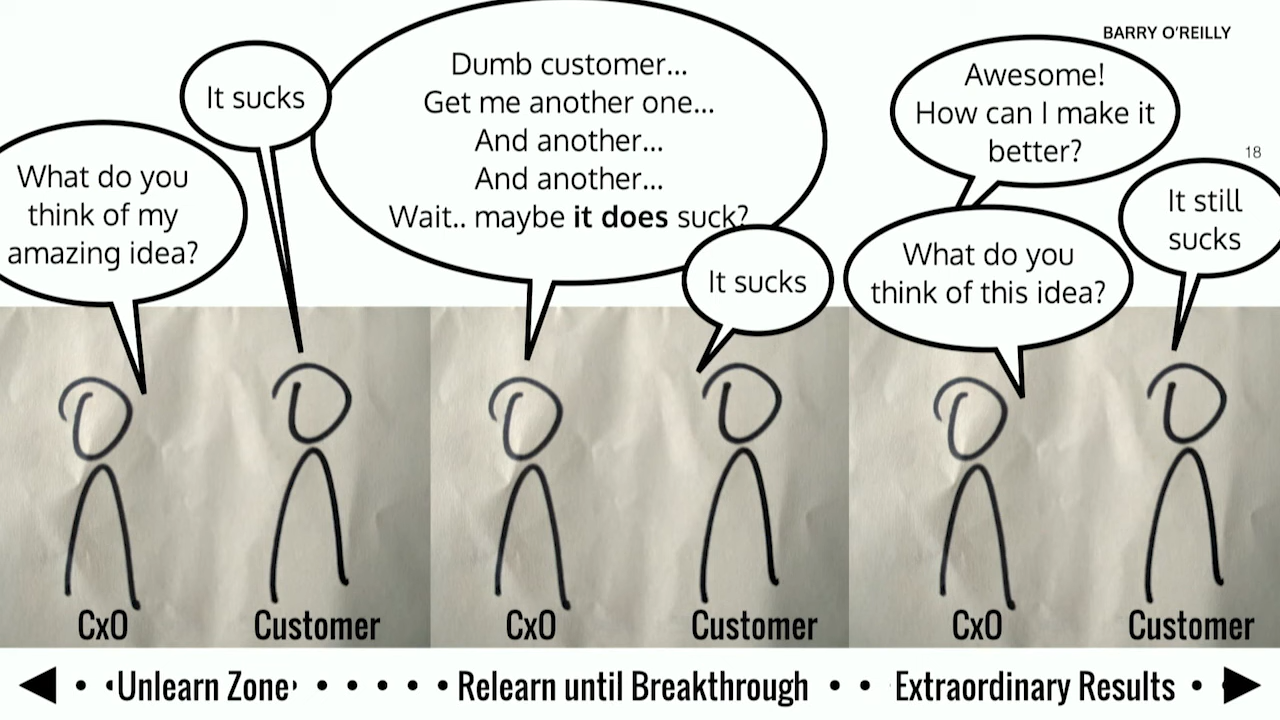 BARRY O'REILLY
18
What do you
think of my
amazing idea?
It sucks
Dumb customer...
Get me another one...
And another...
And another...
Wait.. maybe it does suck?
It sucks
What do you
think of this idea?
It still
sucks
Awesome!
How can I make it
better?
CxO
Customer
CxO
Customer
CxO
Customer
Unlearn Zone
Relearn until Breakthrough
Extraordinary Results